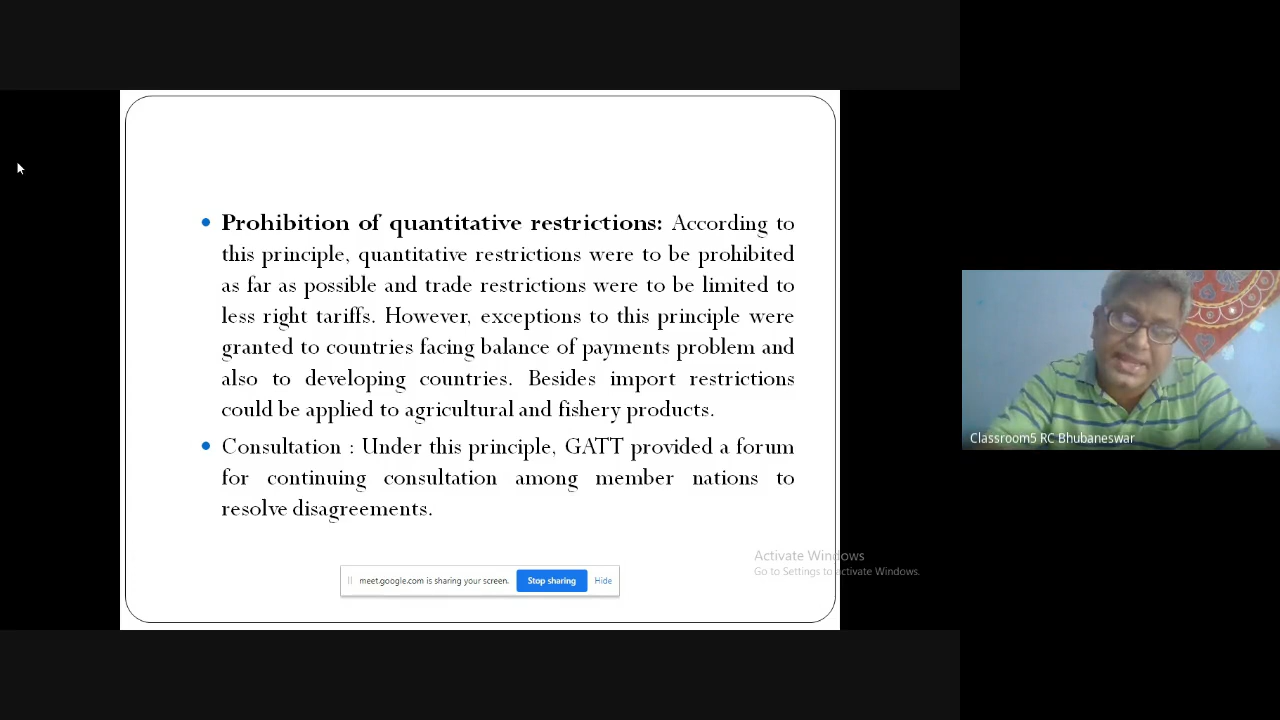 Prohibition of quantitative restrictions: According to
this principle, quantitative restrictions were to be prohibited
as far as possible and trade restrictions were to be limited to
less right tariffs. However, exceptions to this principle were
granted to countries facing balance of payments problem and
also to developing countries. Besides import restrictions
could be applied to agricultural and fishery products.
Consultation : Under this principle, GATT provided a forum
for continuing consultation among member nations to
resolve disagreements.
meet.google.com is sharing your screen. Stop sharing Hide
Activate Windows
Go to Settings to activate Windows.
Classroom5 RC Bhubaneswar